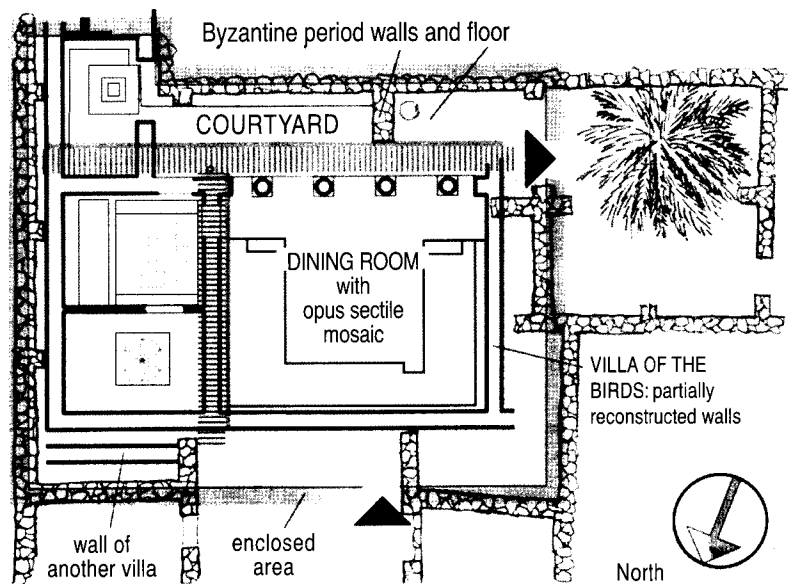 Byzantine period walls and floor
COURTYARD
DINING ROOM
with
opus sectile
mosaic
VILLA OF THE
BIRDS: partially
reconstructed walls
wall of
another villa
enclosed
area
North